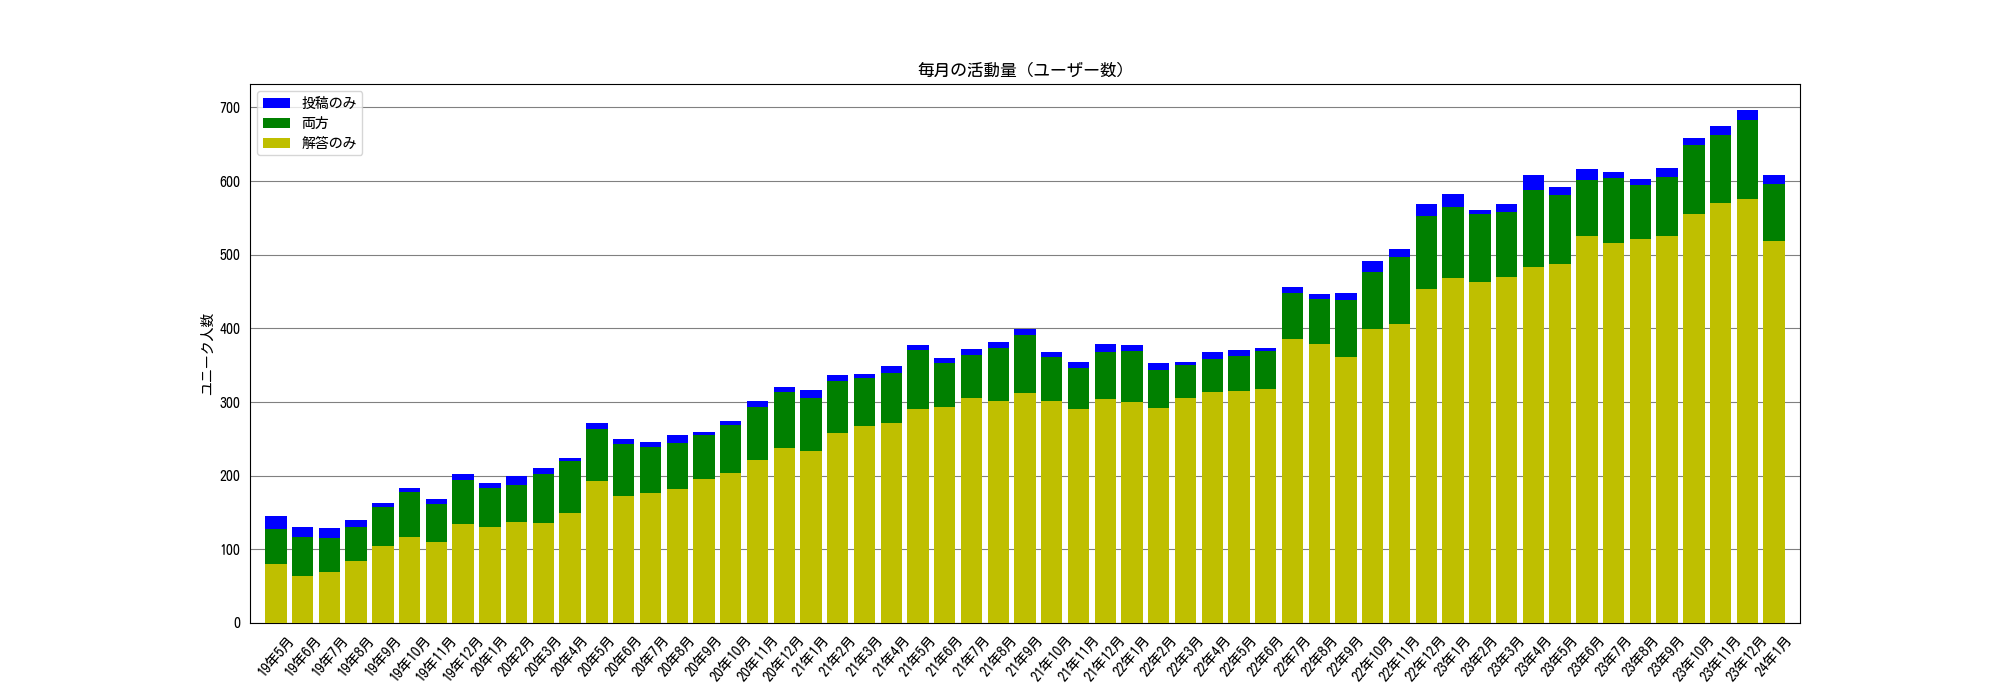 毎月の活動量（ユーザー数）
投稿のみ
両方
解答のみ
ユニーク人数
700
600
500
400
300
200
100
0
19年5月
19年6月
19年7月
19年8月
19年9月
19年10月
19年11月
19年12月
20年1月
20年2月
20年3月
20年4月
20年5月
20年6月
20年7月
20年8月
20年9月
20年10月
20年11月
20年12月
21年1月
21年2月
21年3月
21年4月
21年5月
21年6月
21年7月
21年8月
21年9月
21年10月
21年11月
21年12月
22年1月
22年2月
22年3月
22年4月
22年5月
22年6月
22年7月
22年8月
22年9月
22年10月
22年11月
22年12月
23年1月
23年2月
23年3月
23年4月
23年5月
23年6月
23年7月
23年8月
23年9月
23年10月
23年11月
23年12月
24年1月